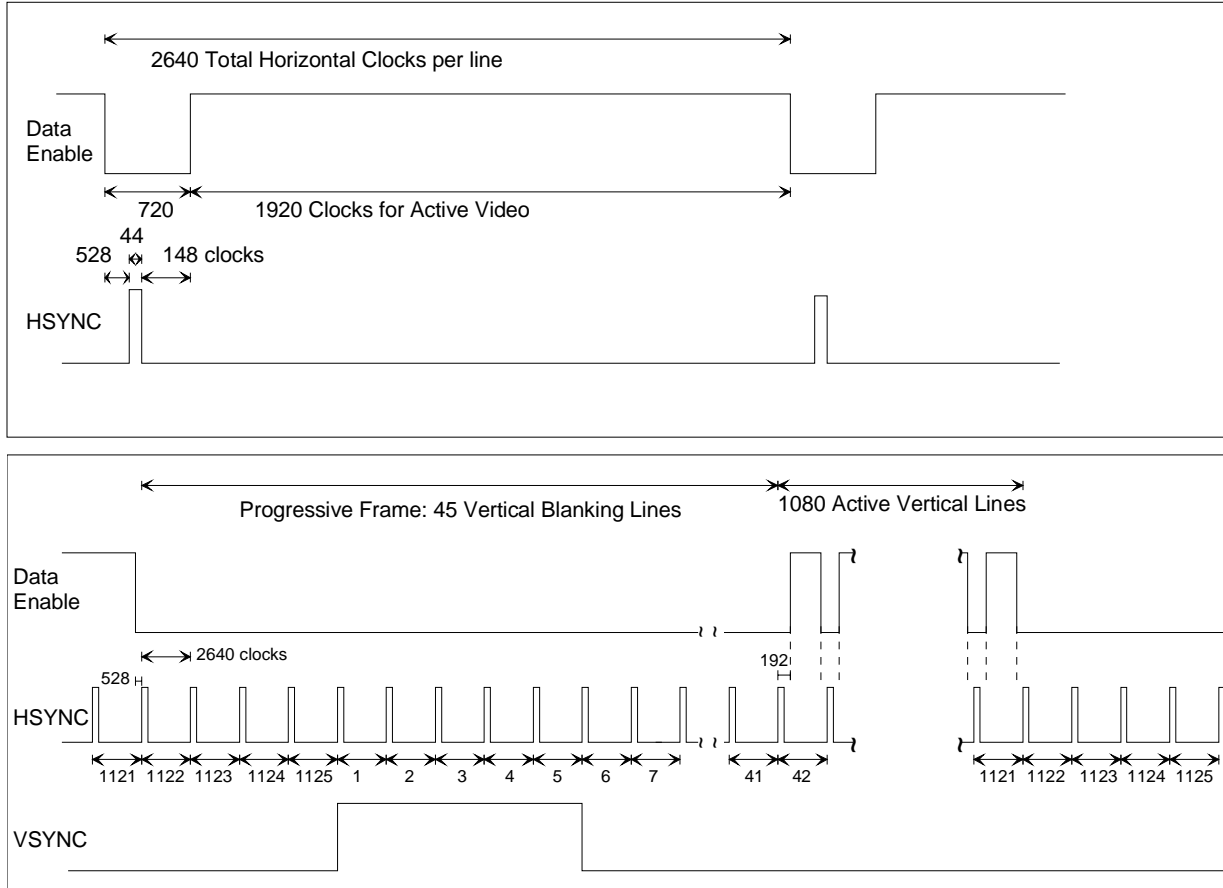 2640 Total Horizontal Clocks per line
Data
Enable
720
1920 Clocks for Active Video
44
528
148 clocks
HSYNC
Progressive Frame: 45 Vertical Blanking Lines
1080 Active Vertical Lines
Data
Enable
2640 clocks
192
528
HSYNC
1121 1122 1123 1124 1125 1 2 3 4 5 6 7 41 42 1121 1122 1123 1124 1125
VSYNC